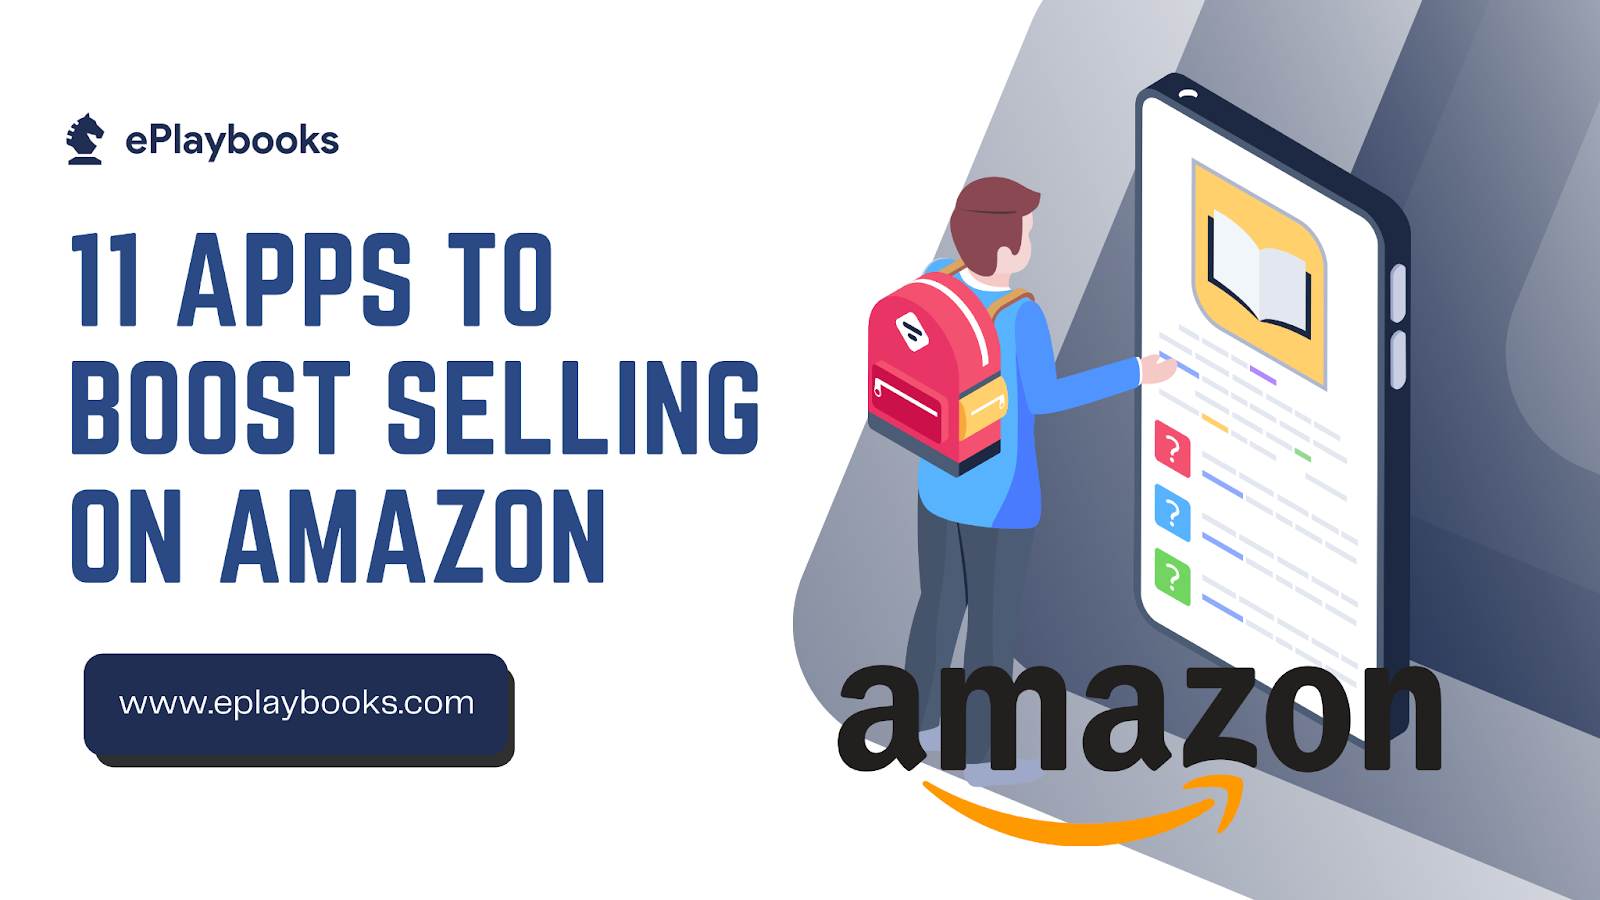 ePlaybooks
11 APPS TO
BOOST SELLING
ON AMAZON
www.eplaybooks.com
?
?
?
amazon